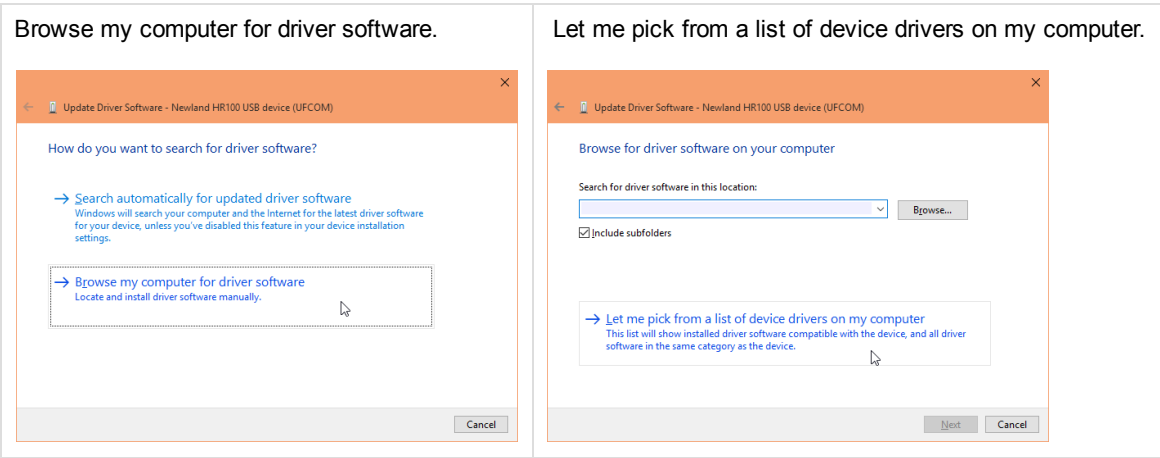 Browse my computer for driver software.
Update Driver Software - Newland HR100 USB device (UFCOM)
How do you want to search for driver software?
Search automatically for updated driver software
Windows will search your computer and the Internet for the latest driver software
for your device, unless you've disabled this feature in your device installation
settings.
Browse my computer for driver software
Locate and install driver software manually.
Cancel
Let me pick from a list of device drivers on my computer.
Update Driver Software - Newland HR100 USB device (UFCOM)
Browse for driver software on your computer
Search for driver software in this location:
Browse...
Include subfolders
Let me pick from a list of device drivers on my computer
This list will show installed driver software compatible with the device, and all driver
software in the same category as the device.
Next
Cancel